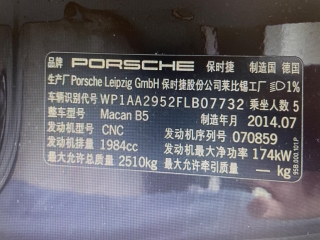 品牌 PORSCHE 保时捷 制造国 德国
生产厂 Porsche Leipzig GmbH 保时捷股份公司莱比锡工厂 1%
车辆识别代号 WP1AA2952FLB07732 乘坐人数 5
整车型号 Macan B5 制造年月 2014.07
发动机型号 CNC 发动机序列号 070859
发动机排量 1984cc 发动机最大净功率 174kW
最大允许总质量 2510kg 最大允许牵引质量 — kg
95B.000.101.P